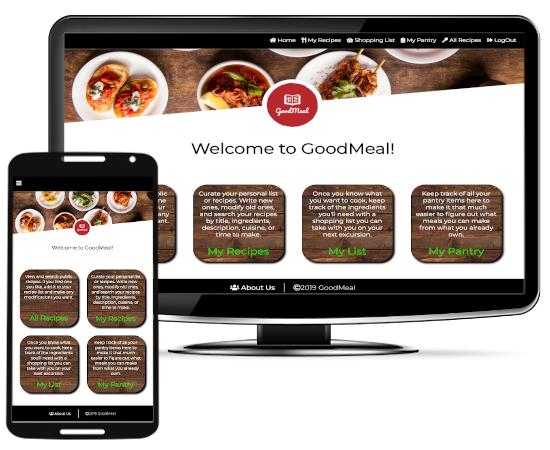 Home My Recipes Shopping List My Pantry All Recipes LogOut
GoodMeal
Welcome to GoodMeal!
Curate your personal list
or recipes. Write new
ones, modify old ones,
and search your recipes
by title, ingredients,
description, cuisine, or
time to make.
My Recipes
Once you know what
you want to cook, keep
track of the ingredients
you'll need with a
shopping list you can
take with you on your
next excursion.
My List
Keep track of all your
pantry items here to
make it that much
easier to figure out what
meals you can make
from what you already
own.
My Pantry
About Us | ©2019 GoodMeal
GoodMeal
Welcome to GoodMeal!
View and search public
recipes. If you find one
you like, add it to your
recipe list and make any
modifications you want.
All Recipes
Curate your personal list
or recipes. Write new
ones, modify old ones,
and search your recipes
by title, ingredients,
description, cuisine, or
time to make.
My Recipes
Once you know what
you want to cook, keep
track of the ingredients
you'll need with a
shopping list you can
take with you on your
next excursion.
My List
Keep track of all your
pantry items here to
make it that much
easier to figure out what
meals you can make
from what you already
own.
My Pantry
About Us | ©2019 GoodMeal